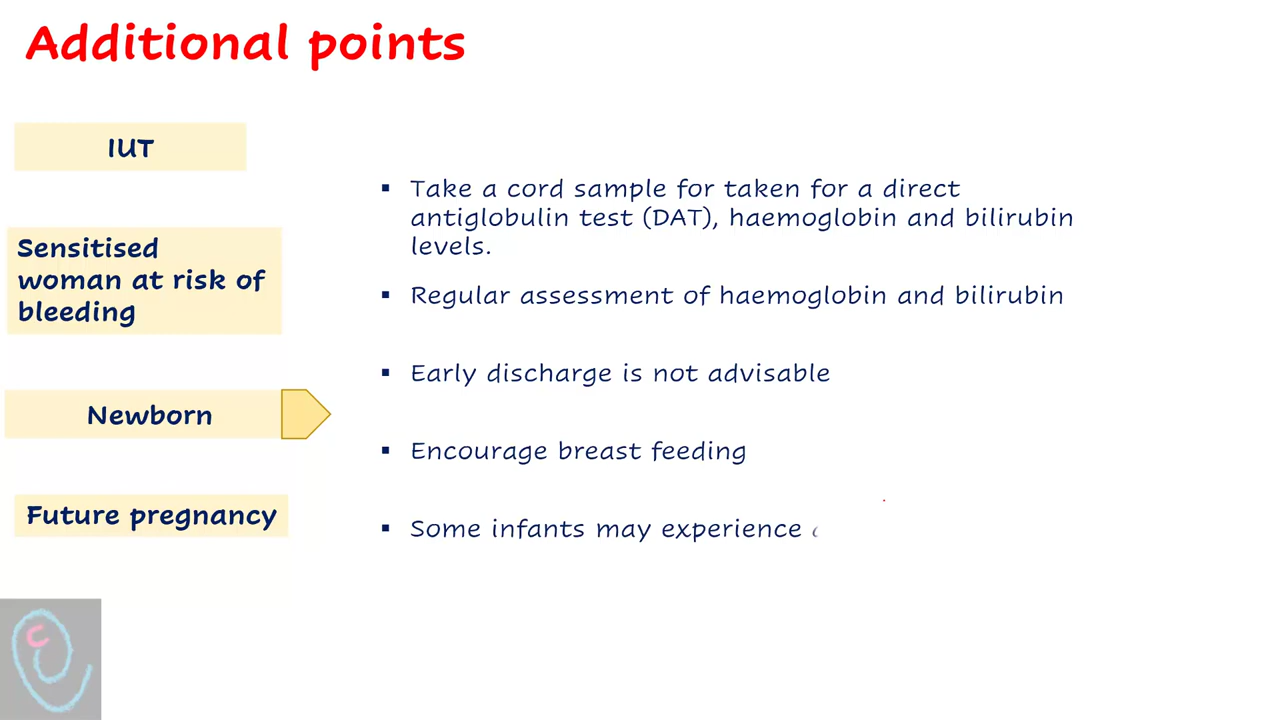 Additional points
IUT
Sensitised
woman at risk of
bleeding
Newborn
Future pregnancy
▪ Take a cord sample for taken for a direct
antiglobulin test (DAT), haemoglobin and bilirubin
levels.
▪ Regular assessment of haemoglobin and bilirubin
▪ Early discharge is not advisable
▪ Encourage breast feeding
▪ Some infants may experience